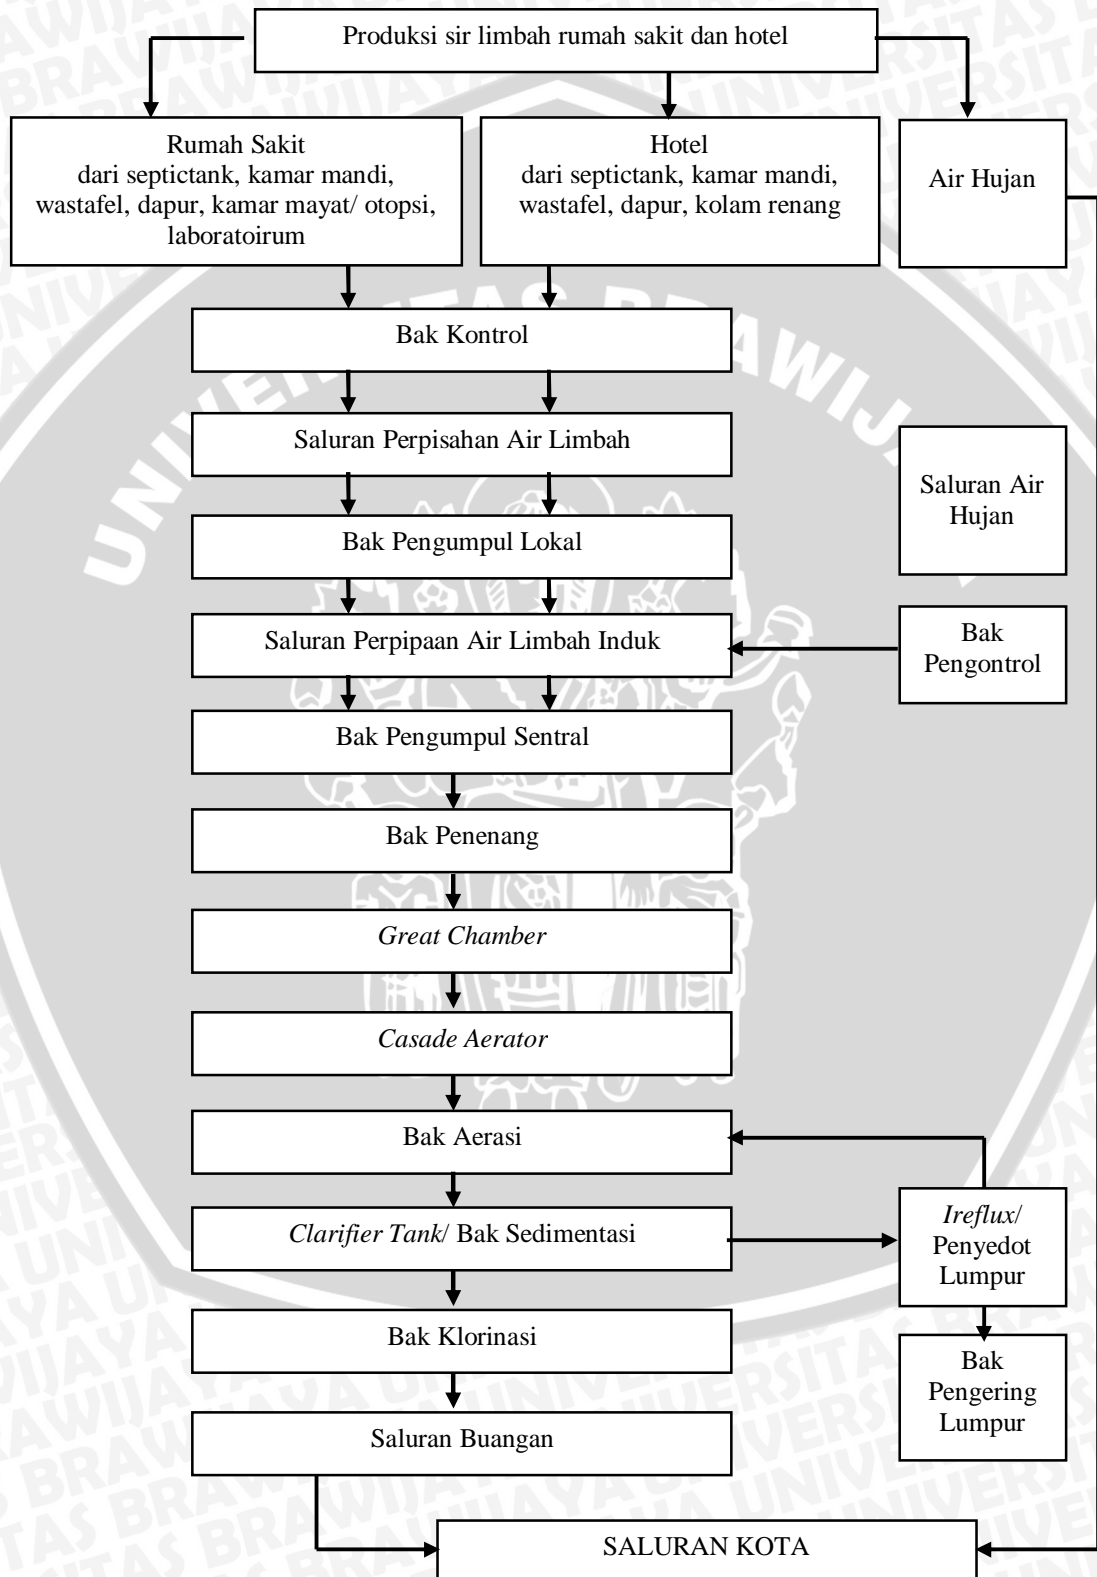 Produksi sir limbah rumah sakit dan hotel
Rumah Sakit
dari septictank, kamar mandi,
wastafel, dapur, kamar mayat/ otopsi,
laboratoirum
Hotel
dari septictank, kamar mandi,
wastafel, dapur, kolam renang
Air Hujan
Bak Kontrol
Saluran Perpisahan Air Limbah
Saluran Air
Hujan
Bak Pengumpul Lokal
Saluran Perpipaan Air Limbah Induk
Bak
Pengontrol
Bak Pengumpul Sentral
Bak Penenang
Great Chamber
Casade Aerator
Bak Aerasi
Clarifier Tank/ Bak Sedimentasi
Ireflux/
Penyedot
Lumpur
Bak Klorinasi
Bak
Pengering
Lumpur
Saluran Buangan
SALURAN KOTA
UNIVERSITAS BRAWIJAYA